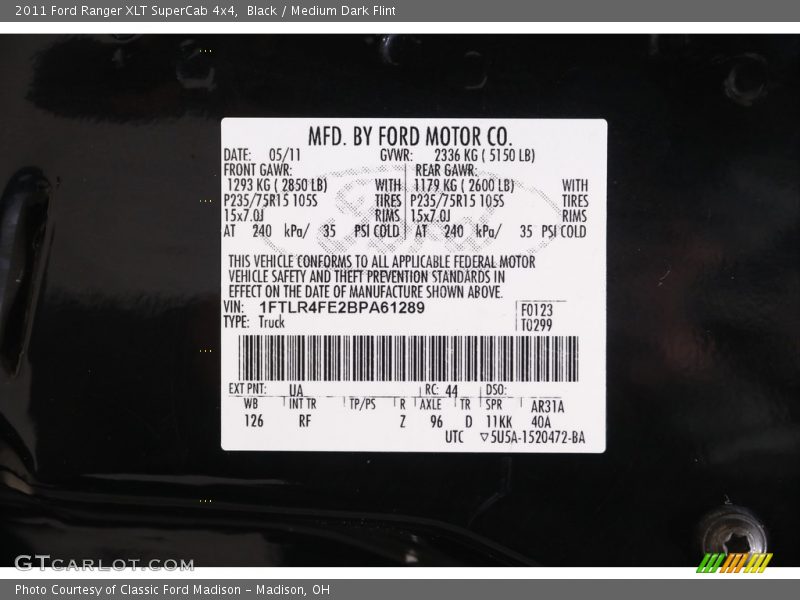 2011 Ford Ranger XLT SuperCab 4x4, Black / Medium Dark Flint
MFD. BY FORD MOTOR CO.
DATE: 05/11 GVWR: 2336 KG ( 5150 LB)
FRONT GAWR: REAR GAWR:
1293 KG ( 2850 LB) WITH 1179 KG ( 2600 LB) WITH
P235/75R15 105S TIRES P235/75R15 105S TIRES
15x7.0J RIMS 15x7.0J RIMS
AT 240 kPa/ 35 PSI COLD AT 240 kPa/ 35 PSI COLD
THIS VEHICLE CONFORMS TO ALL APPLICABLE FEDERAL MOTOR
VEHICLE SAFETY AND THEFT PREVENTION STANDARDS IN
EFFECT ON THE DATE OF MANUFACTURE SHOWN ABOVE.
VIN: 1FTLR4FE2BPA61289 F0123
TYPE: Truck T0299
EXT PNT: UA RC: 44 DSO:
WB INT TR TP/PS R AXLE TR SPR AR31A
126 RF Z 96 D 11KK 40A
UTC ▽5U5A-1520472-BA
GTCARLOT.COM
Photo Courtesy of Classic Ford Madison - Madison, OH